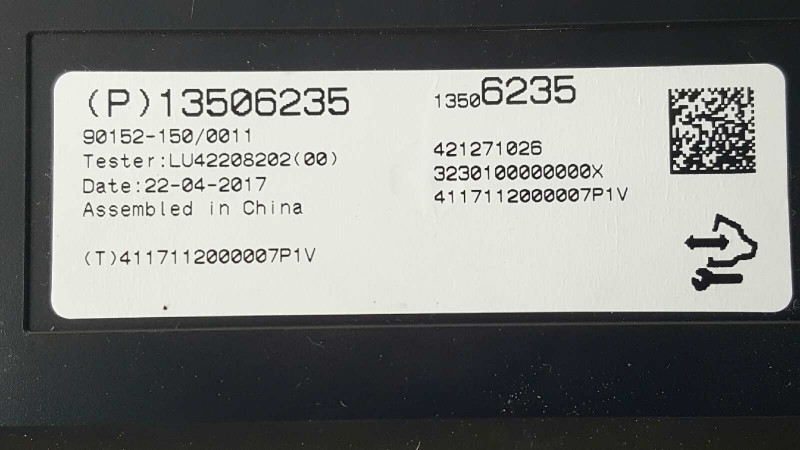 (P)13506235
90152-150/0011
Tester:LU42208202(00)
Date:22-04-2017
Assembled in China
(T)4117112000007P1V
13506235
421271026
3230100000000X
4117112000007P1V